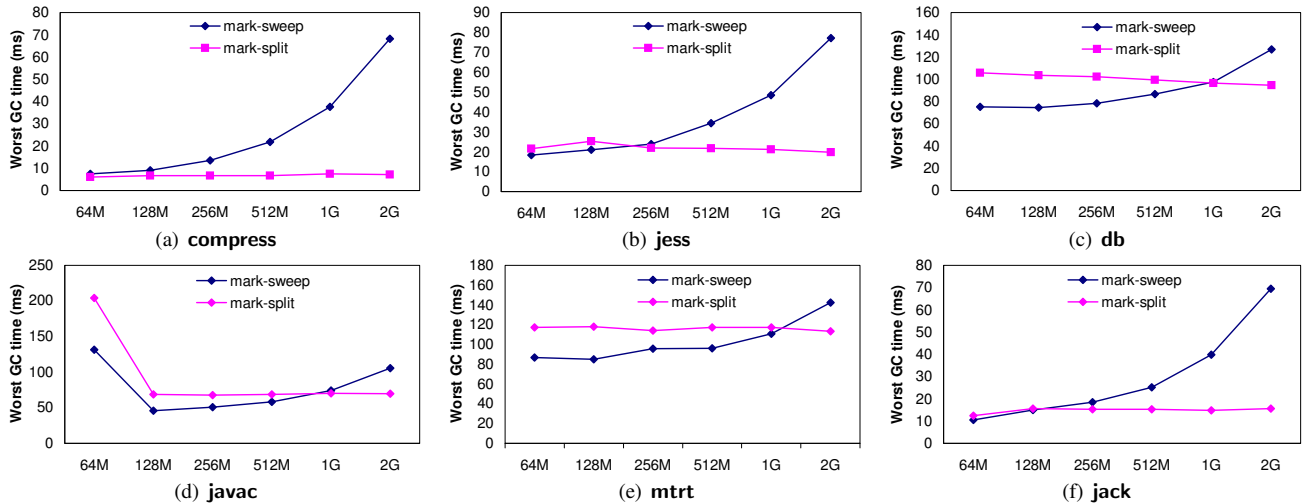 80
70
60
50
40
30
20
10
0
Worst GC time (ms)
mark-sweep
mark-split
64M 128M 256M 512M 1G 2G
(a) compress
90
80
70
60
50
40
30
20
10
0
Worst GC time (ms)
mark-sweep
mark-split
64M 128M 256M 512M 1G 2G
(b) jess
160
140
120
100
80
60
40
20
0
Worst GC time (ms)
mark-sweep
mark-split
64M 128M 256M 512M 1G 2G
(c) db
250
200
150
100
50
0
Worst GC time (ms)
mark-sweep
mark-split
64M 128M 256M 512M 1G 2G
(d) javac
180
160
140
120
100
80
60
40
20
0
Worst GC time (ms)
mark-sweep
mark-split
64M 128M 256M 512M 1G 2G
(e) mtrt
80
70
60
50
40
30
20
10
0
Worst GC time (ms)
mark-sweep
mark-split
64M 128M 256M 512M 1G 2G
(f) jack